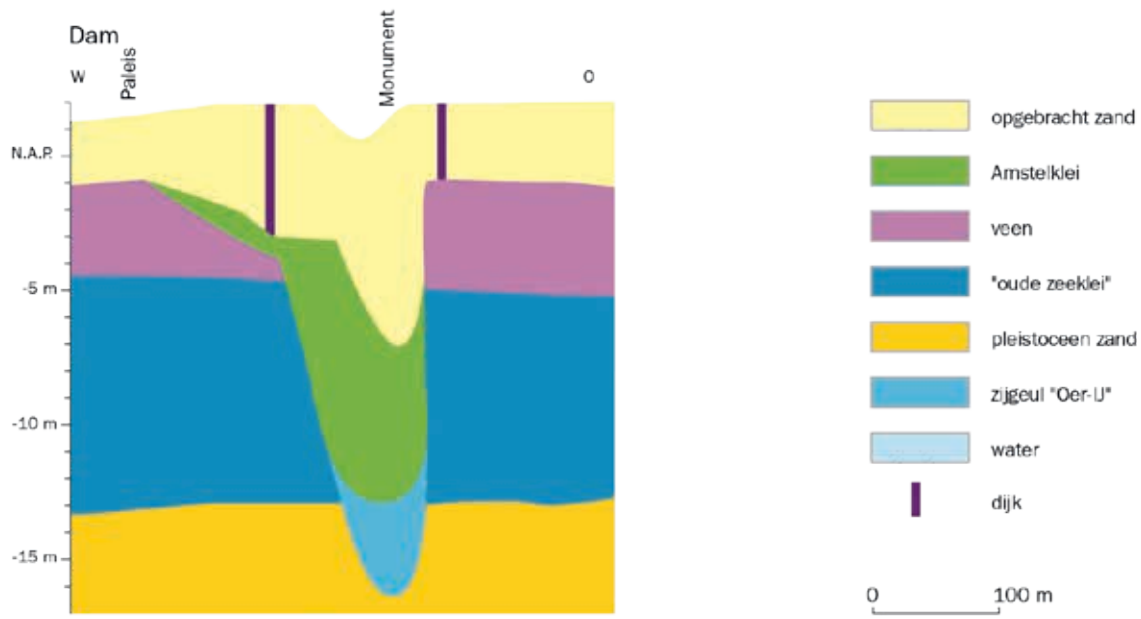 Dam
W
Paleis
Monument
O
N.A.P.
-5 m
-10 m
-15 m
opgebracht zand
Amstelklei
veen
"oude zeeklei"
pleistoceen zand
zijgeul "Oer-IJ"
water
dijk
0 100 m